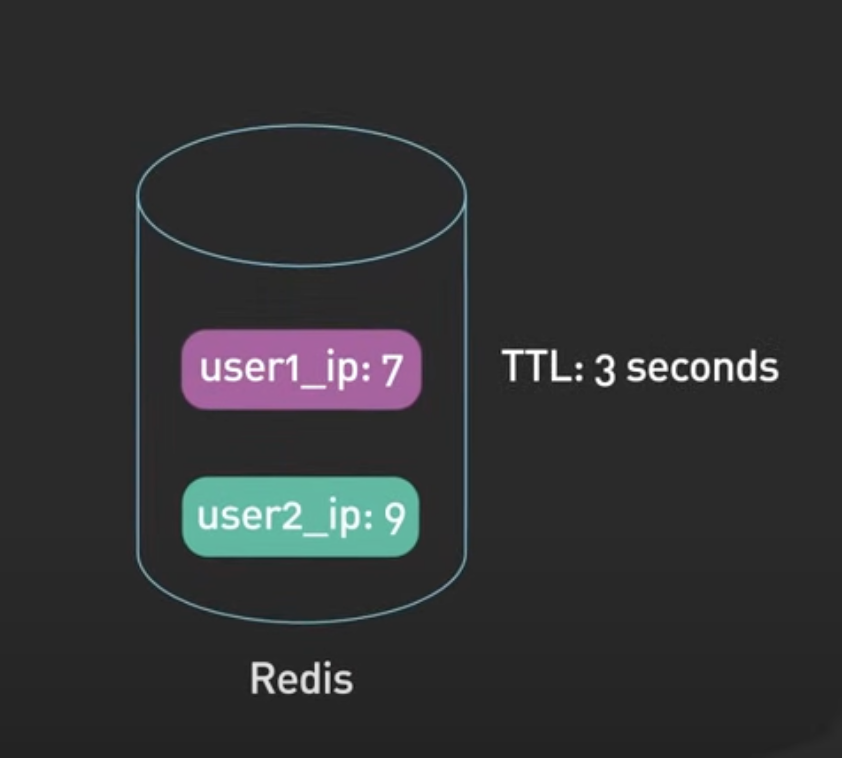 user1_ip: 7
TTL: 3 seconds
user2_ip: 9
Redis